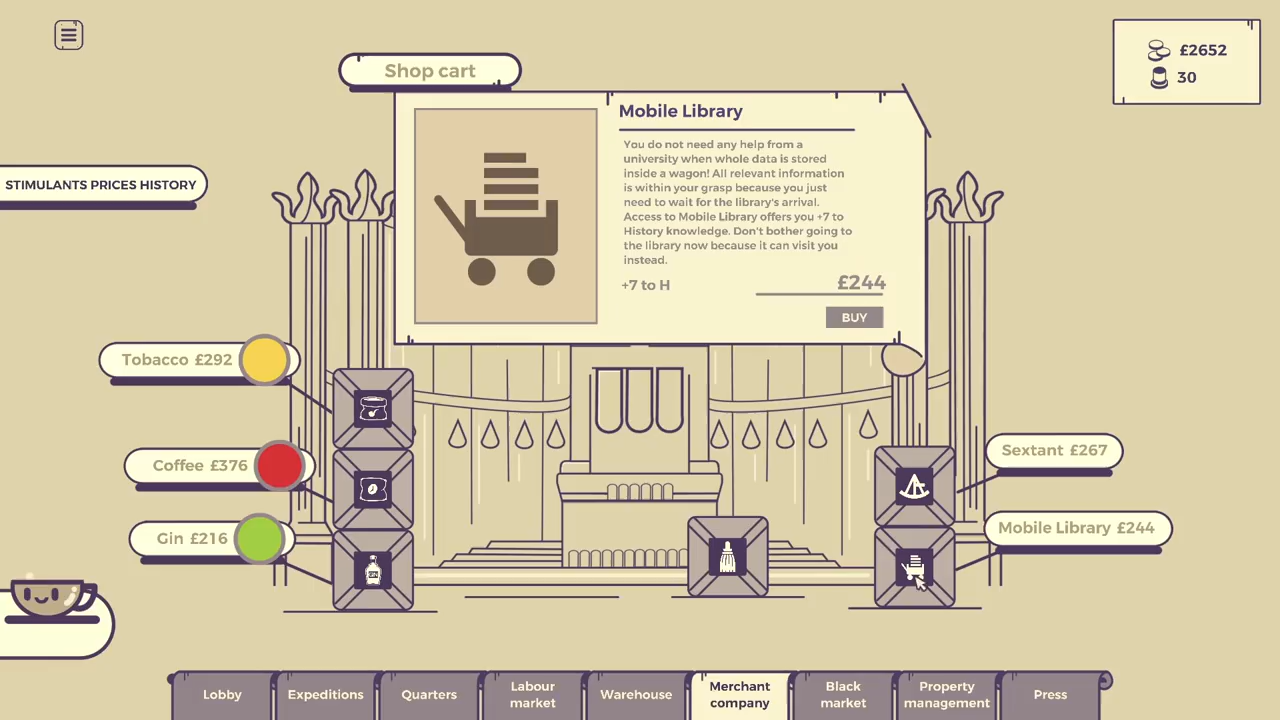 £2652
30
Shop cart
Mobile Library
You do not need any help from a
university when whole data is stored
inside a wagon! All relevant information
is within your grasp because you just
need to wait for the library's arrival.
Access to Mobile Library offers you +7 to
History knowledge. Don't bother going to
the library now because it can visit you
instead.
+7 to H
£244
BUY
STIMULANTS PRICES HISTORY
Tobacco £292
Coffee £376
Gin £216
Sextant £267
Mobile Library £244
Lobby
Expeditions
Quarters
Labour
market
Warehouse
Merchant
company
Black
market
Property
management
Press